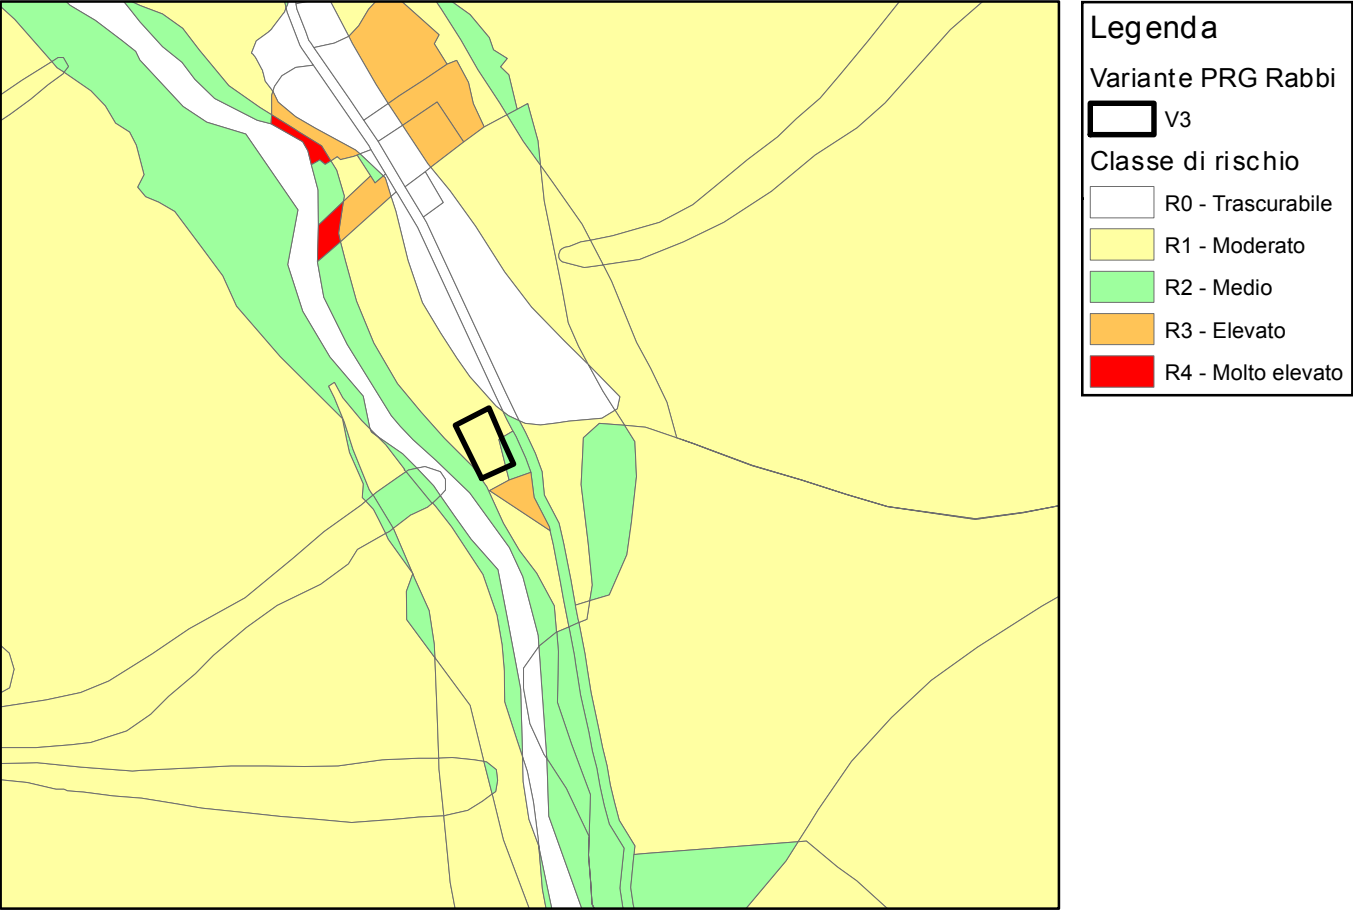 Legenda
Variante PRG Rabbi
V3
Classe di rischio
R0 - Trascurabile
R1 - Moderato
R2 - Medio
R3 - Elevato
R4 - Molto elevato